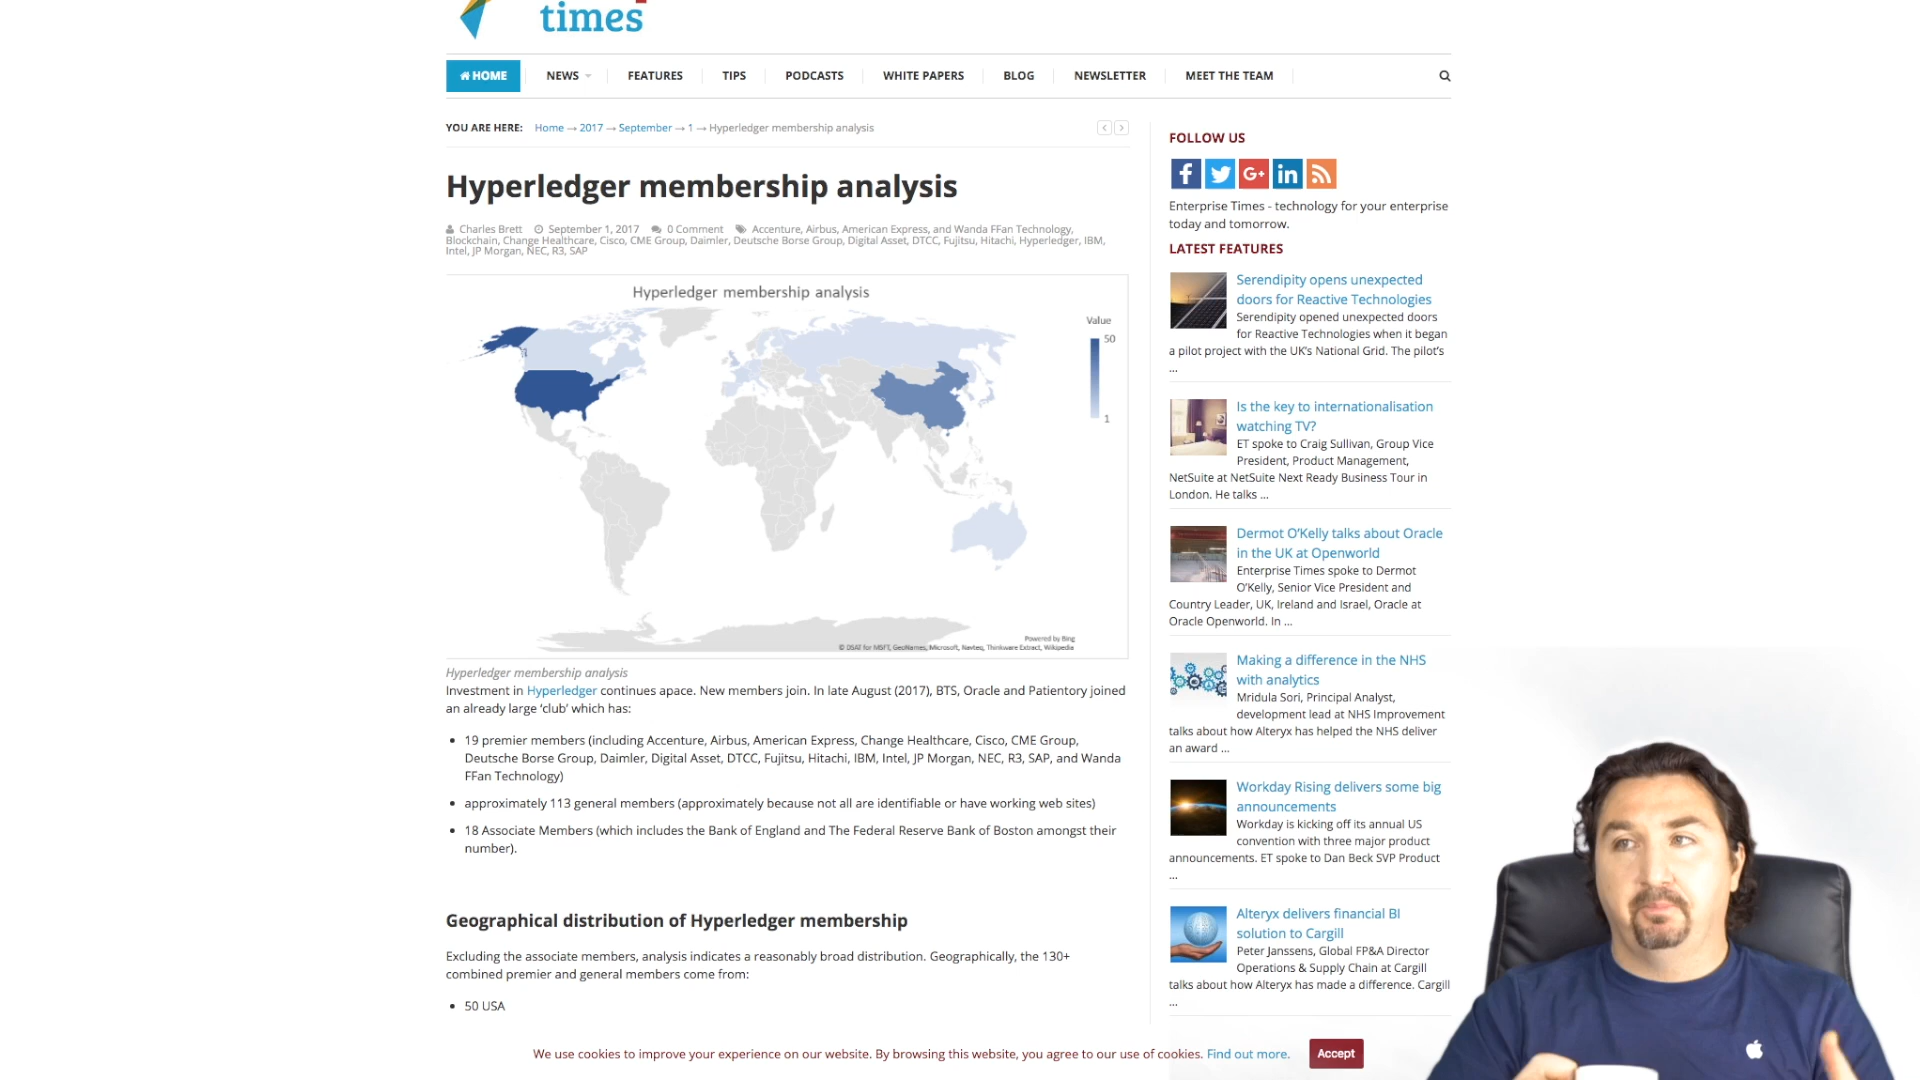 times
HOME
NEWS
FEATURES
TIPS
PODCASTS
WHITE PAPERS
BLOG
NEWSLETTER
MEET THE TEAM
YOU ARE HERE: Home → 2017 → September → 1 → Hyperledger membership analysis
Hyperledger membership analysis
Charles Brett September 1, 2017 0 Comment Accenture, Airbus, American Express, and Wanda FFan Technology,
Blockchain, Change Healthcare, Cisco, CME Group, Daimler, Deutsche Borse Group, Digital Asset, DTCC, Fujitsu, Hitachi, Hyperledger, IBM,
Intel, JP Morgan, NEC, R3, SAP
Hyperledger membership analysis
Value
50
1
Powered by Bing
© DSAT for MSFT, GeoNames, Microsoft, Navteq, Thinkware Extract, Wikipedia
Hyperledger membership analysis
Investment in Hyperledger continues apace. New members join. In late August (2017), BTS, Oracle and Patientory joined
an already large ‘club’ which has:
• 19 premier members (including Accenture, Airbus, American Express, Change Healthcare, Cisco, CME Group,
Deutsche Borse Group, Daimler, Digital Asset, DTCC, Fujitsu, Hitachi, IBM, Intel, JP Morgan, NEC, R3, SAP, and Wanda
FFan Technology)
• approximately 113 general members (approximately because not all are identifiable or have working web sites)
• 18 Associate Members (which includes the Bank of England and The Federal Reserve Bank of Boston amongst their
number).
Geographical distribution of Hyperledger membership
Excluding the associate members, analysis indicates a reasonably broad distribution. Geographically, the 130+
combined premier and general members come from:
• 50 USA
FOLLOW US
Enterprise Times - technology for your enterprise
today and tomorrow.
LATEST FEATURES
Serendipity opens unexpected
doors for Reactive Technologies
Serendipity opened unexpected doors
for Reactive Technologies when it began
a pilot project with the UK's National Grid. The pilot's
...
Is the key to internationalisation
watching TV?
ET spoke to Craig Sullivan, Group Vice
President, Product Management,
NetSuite at NetSuite Next Ready Business Tour in
London. He talks ...
Dermot O’Kelly talks about Oracle
in the UK at Openworld
Enterprise Times spoke to Dermot
O’Kelly, Senior Vice President and
Country Leader, UK, Ireland and Israel, Oracle at
Oracle Openworld. In ...
Making a difference in the NHS
with analytics
Mridula Sori, Principal Analyst,
development lead at NHS Improvement
talks about how Alteryx has helped the NHS deliver
an award ...
Workday Rising delivers some big
announcements
Workday is kicking off its annual US
convention with three major product
announcements. ET spoke to Dan Beck SVP Product
...
Alteryx delivers financial BI
solution to Cargill
Peter Janssens, Global FP&A Director
Operations & Supply Chain at Cargill
talks about how Alteryx has made a difference. Cargill
...
We use cookies to improve your experience on our website. By browsing this website, you agree to our use of cookies. Find out more. Accept